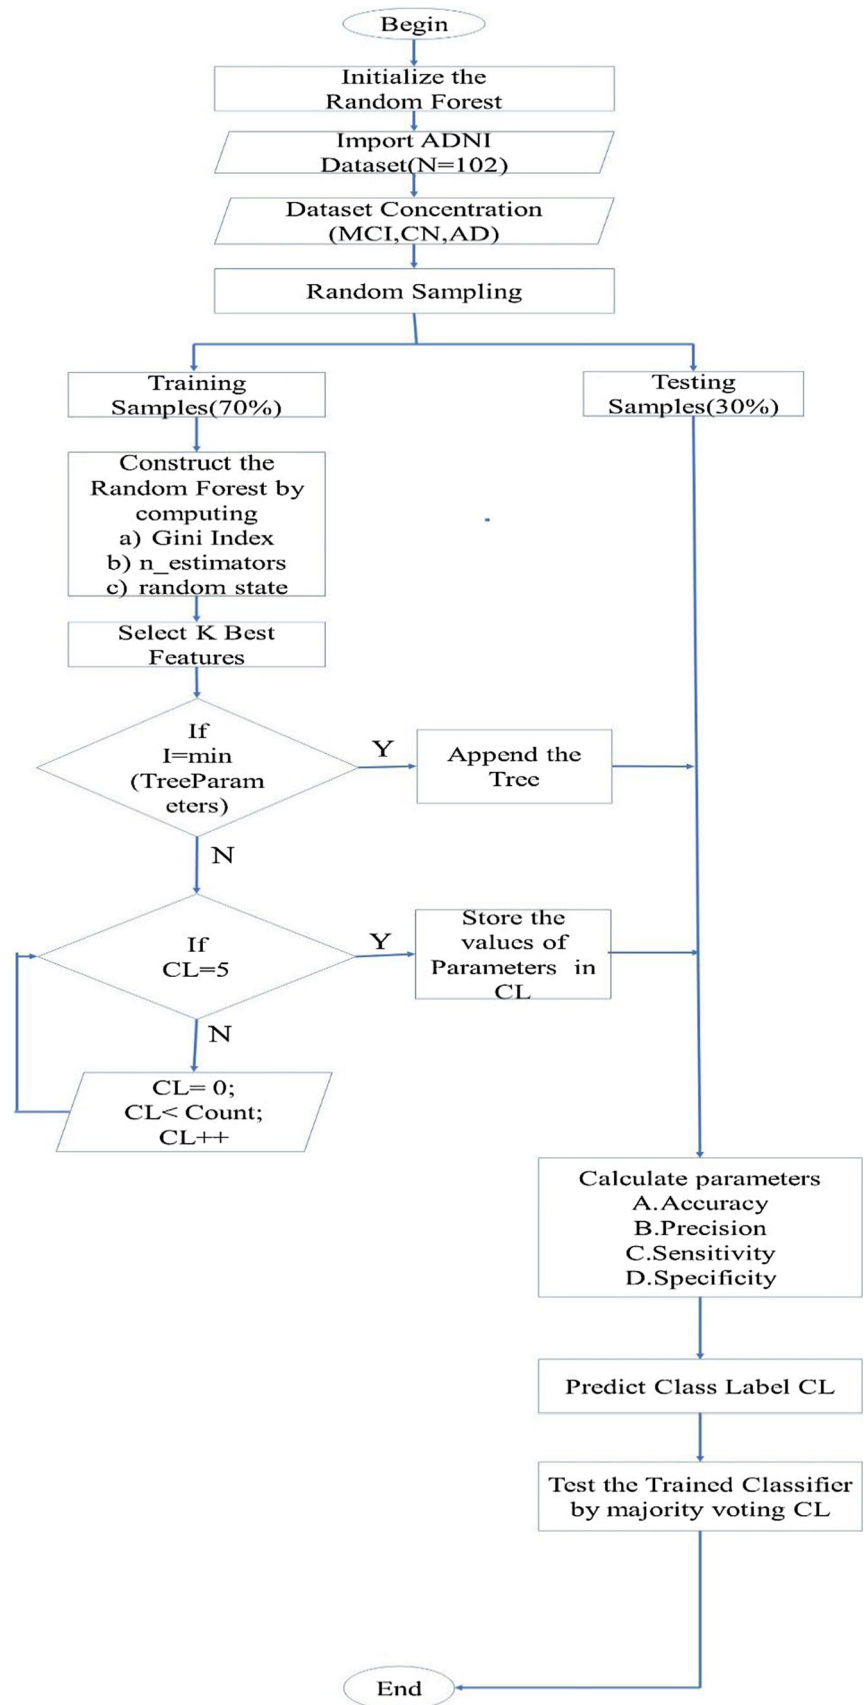 Begin
Initialize the
Random Forest
Import ADNI
Dataset(N=102)
Dataset Concentration
(MCI,CN,AD)
Random Sampling
Training
Samples(70%)
Testing
Samples(30%)
Construct the
Random Forest by
computing
a) Gini Index
b) n_estimators
c) random state
Select K Best
Features
If
I=min
(TreeParam
eters)
Y
Append the
Tree
N
If
CL=5
Y
Store the
values of
Parameters in
CL
N
CL= 0;
CL< Count;
CL++
Calculate parameters
A.Accuracy
B.Precision
C.Sensitivity
D.Specificity
Predict Class Label CL
Test the Trained Classifier
by majority voting CL
End